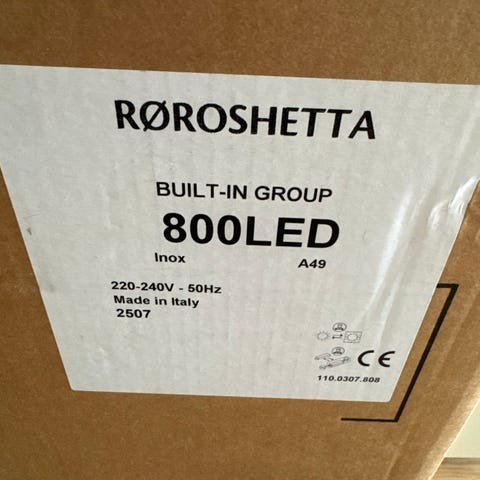 RØROSHETTA
BUILT-IN GROUP
800LED
Inox A49
220-240V - 50Hz
Made in Italy
2507
CE
110.0307.808